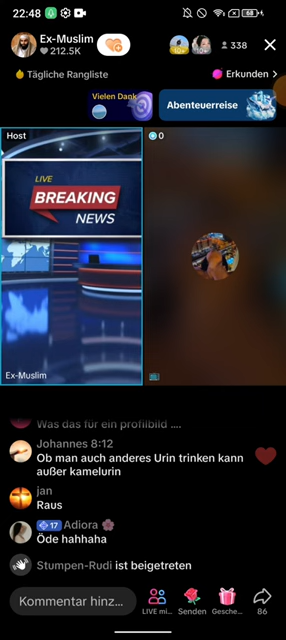 22:48
68
Ex-Muslim
212.5K
338
Tägliche Rangliste
Erkunden
Vielen Dank
Abenteuerreise
Host
0
LIVE
BREAKING
NEWS
Ex-Muslim
Was das für ein profilbild ....
Johannes 8:12
Ob man auch anderes Urin trinken kann
außer kamelurin
jan
Raus
17 Adiora
Öde hahhaha
Stumpen-Rudi ist beigetreten
Kommentar hinz...
LIVE mi...
Senden
Gesche...
86